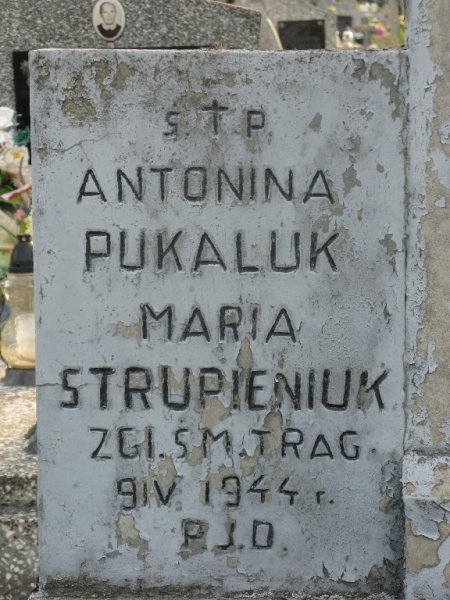 Ś † P
ANTONINA
PUKALUK
MARIA
STRUPIENIUK
ZGI. ŚM. TRAG.
9 IV 1944 r.
P.J.D.